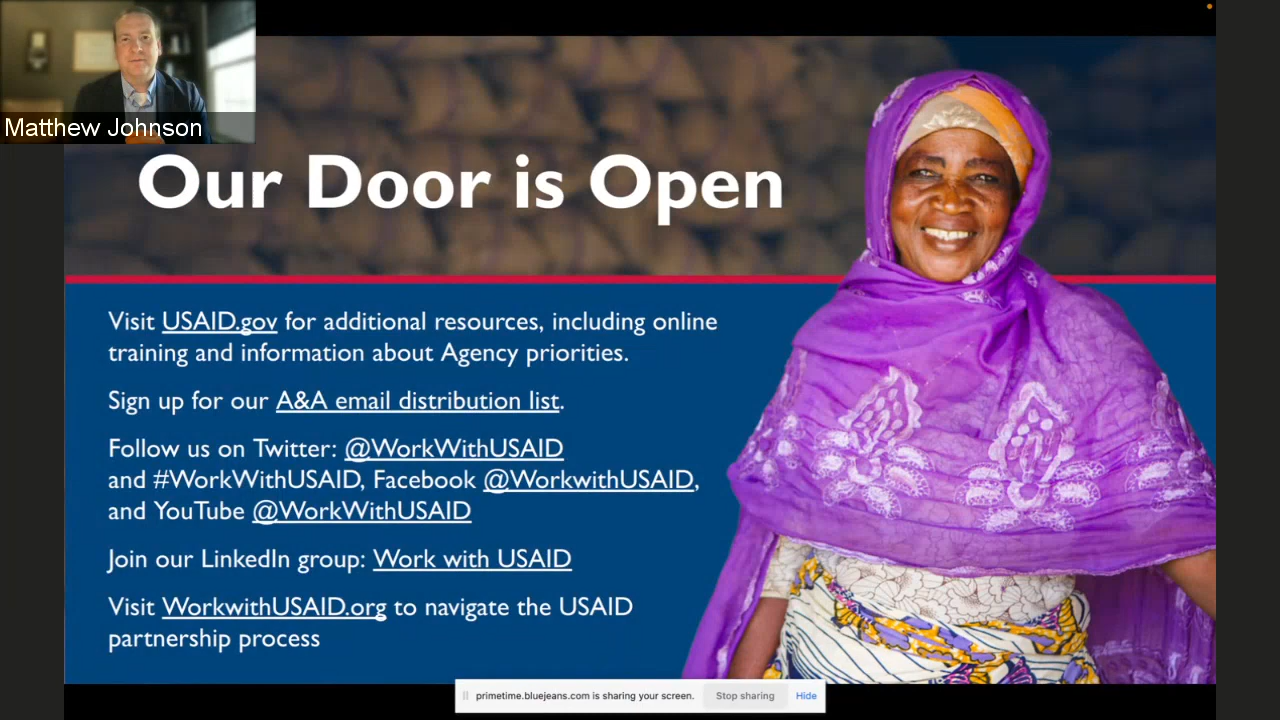 Matthew Johnson
Our Door is Open
Visit USAID.gov for additional resources, including online
training and information about Agency priorities.
Sign up for our A&A email distribution list.
Follow us on Twitter: @WorkWithUSAID
and #WorkWithUSAID, Facebook @WorkwithUSAID,
and YouTube @WorkWithUSAID
Join our LinkedIn group: Work with USAID
Visit WorkwithUSAID.org to navigate the USAID
partnership process
primetime.bluejeans.com is sharing your screen. Stop sharing Hide